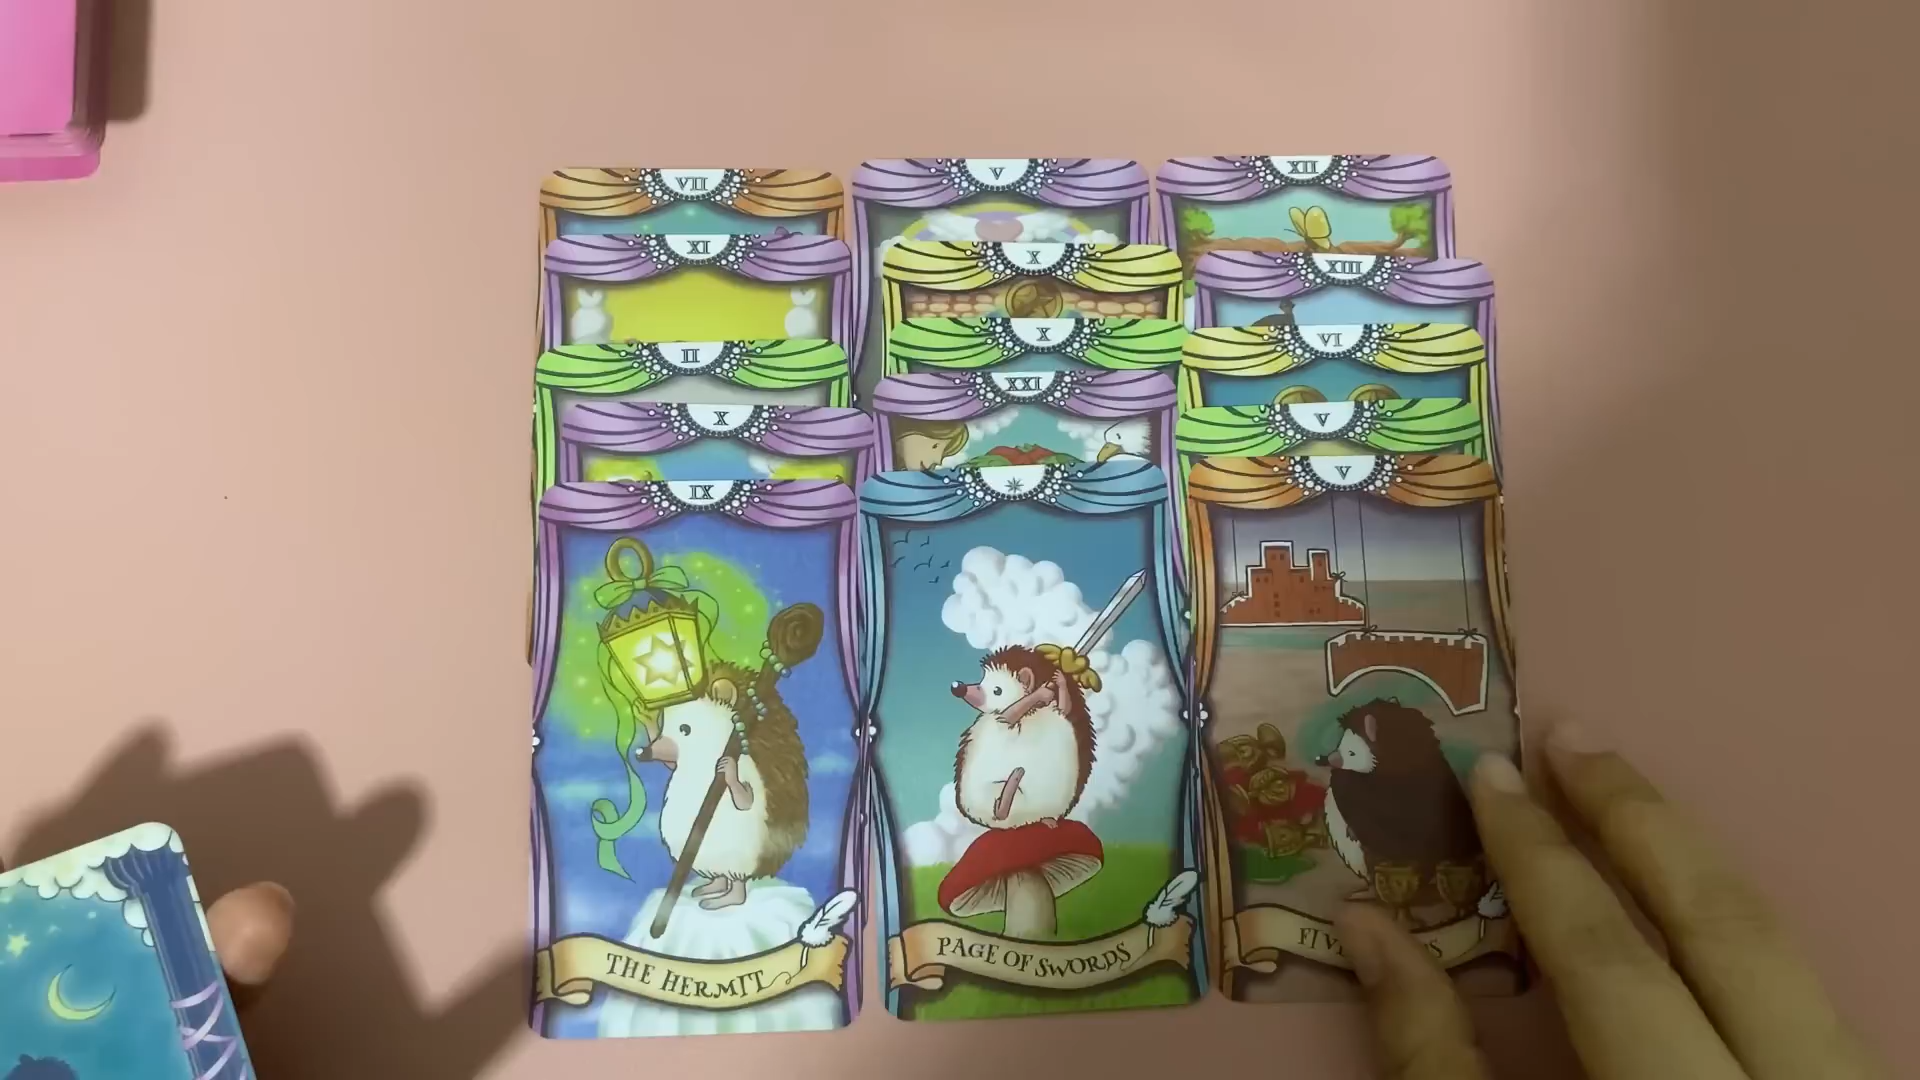 VII
V
XII
XI
X
XIII
II
X
VI
X
XXI
V
IX
V
THE HERMIT
PAGE OF SWORDS